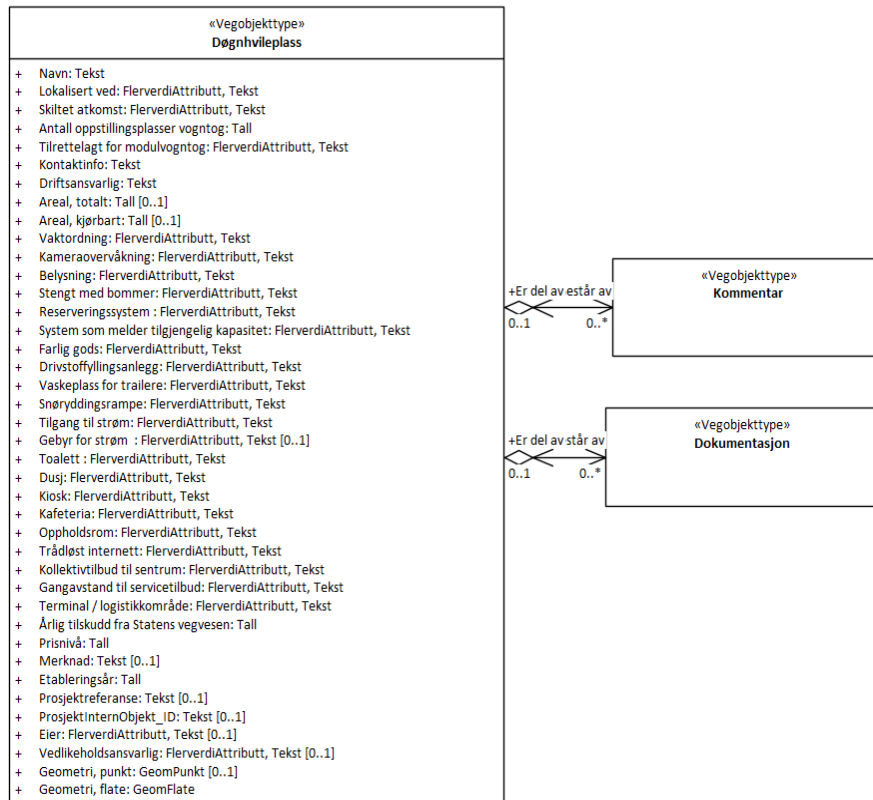 «Vegobjekttype»
Døgnhvileplass
+ Navn: Tekst
+ Lokalisert ved: FlerverdiAttributt, Tekst
+ Skiltet atkomst: FlerverdiAttributt, Tekst
+ Antall oppstillingsplasser vogntog: Tall
+ Tilrettelagt for modulvogntog: FlerverdiAttributt, Tekst
+ Kontaktinfo: Tekst
+ Driftsansvarlig: Tekst
+ Areal, totalt: Tall [0..1]
+ Areal, kjørbart: Tall [0..1]
+ Vaktordning: FlerverdiAttributt, Tekst
+ Kameraovervåkning: FlerverdiAttributt, Tekst
+ Belysning: FlerverdiAttributt, Tekst
+ Stengt med bommer: FlerverdiAttributt, Tekst
+ Reserveringssystem : FlerverdiAttributt, Tekst
+ System som melder tilgjengelig kapasitet: FlerverdiAttributt, Tekst
+ Farlig gods: FlerverdiAttributt, Tekst
+ Drivstoffyllingsanlegg: FlerverdiAttributt, Tekst
+ Vaskeplass for trailere: FlerverdiAttributt, Tekst
+ Snøryddingsrampe: FlerverdiAttributt, Tekst
+ Tilgang til strøm: FlerverdiAttributt, Tekst
+ Gebyr for strøm : FlerverdiAttributt, Tekst [0..1]
+ Toalett : FlerverdiAttributt, Tekst
+ Dusj: FlerverdiAttributt, Tekst
+ Kiosk: FlerverdiAttributt, Tekst
+ Kafeteria: FlerverdiAttributt, Tekst
+ Oppholdsrom: FlerverdiAttributt, Tekst
+ Trådløst internett: FlerverdiAttributt, Tekst
+ Kollektivtilbud til sentrum: FlerverdiAttributt, Tekst
+ Gangavstand til servicetilbud: FlerverdiAttributt, Tekst
+ Terminal / logistikkområde: FlerverdiAttributt, Tekst
+ Årlig tilskudd fra Statens vegvesen: Tall
+ Prisnivå: Tall
+ Merknad: Tekst [0..1]
+ Etableringsår: Tall
+ Prosjektreferanse: Tekst [0..1]
+ ProsjektInternObjekt_ID: Tekst [0..1]
+ Eier: FlerverdiAttributt, Tekst [0..1]
+ Vedlikeholdsansvarlig: FlerverdiAttributt, Tekst [0..1]
+ Geometri, punkt: GeomPunkt [0..1]
+ Geometri, flate: GeomFlate
+Er del av estår av
0..1 0..*
«Vegobjekttype»
Kommentar
+Er del av står av
0..1 0..*
«Vegobjekttype»
Dokumentasjon